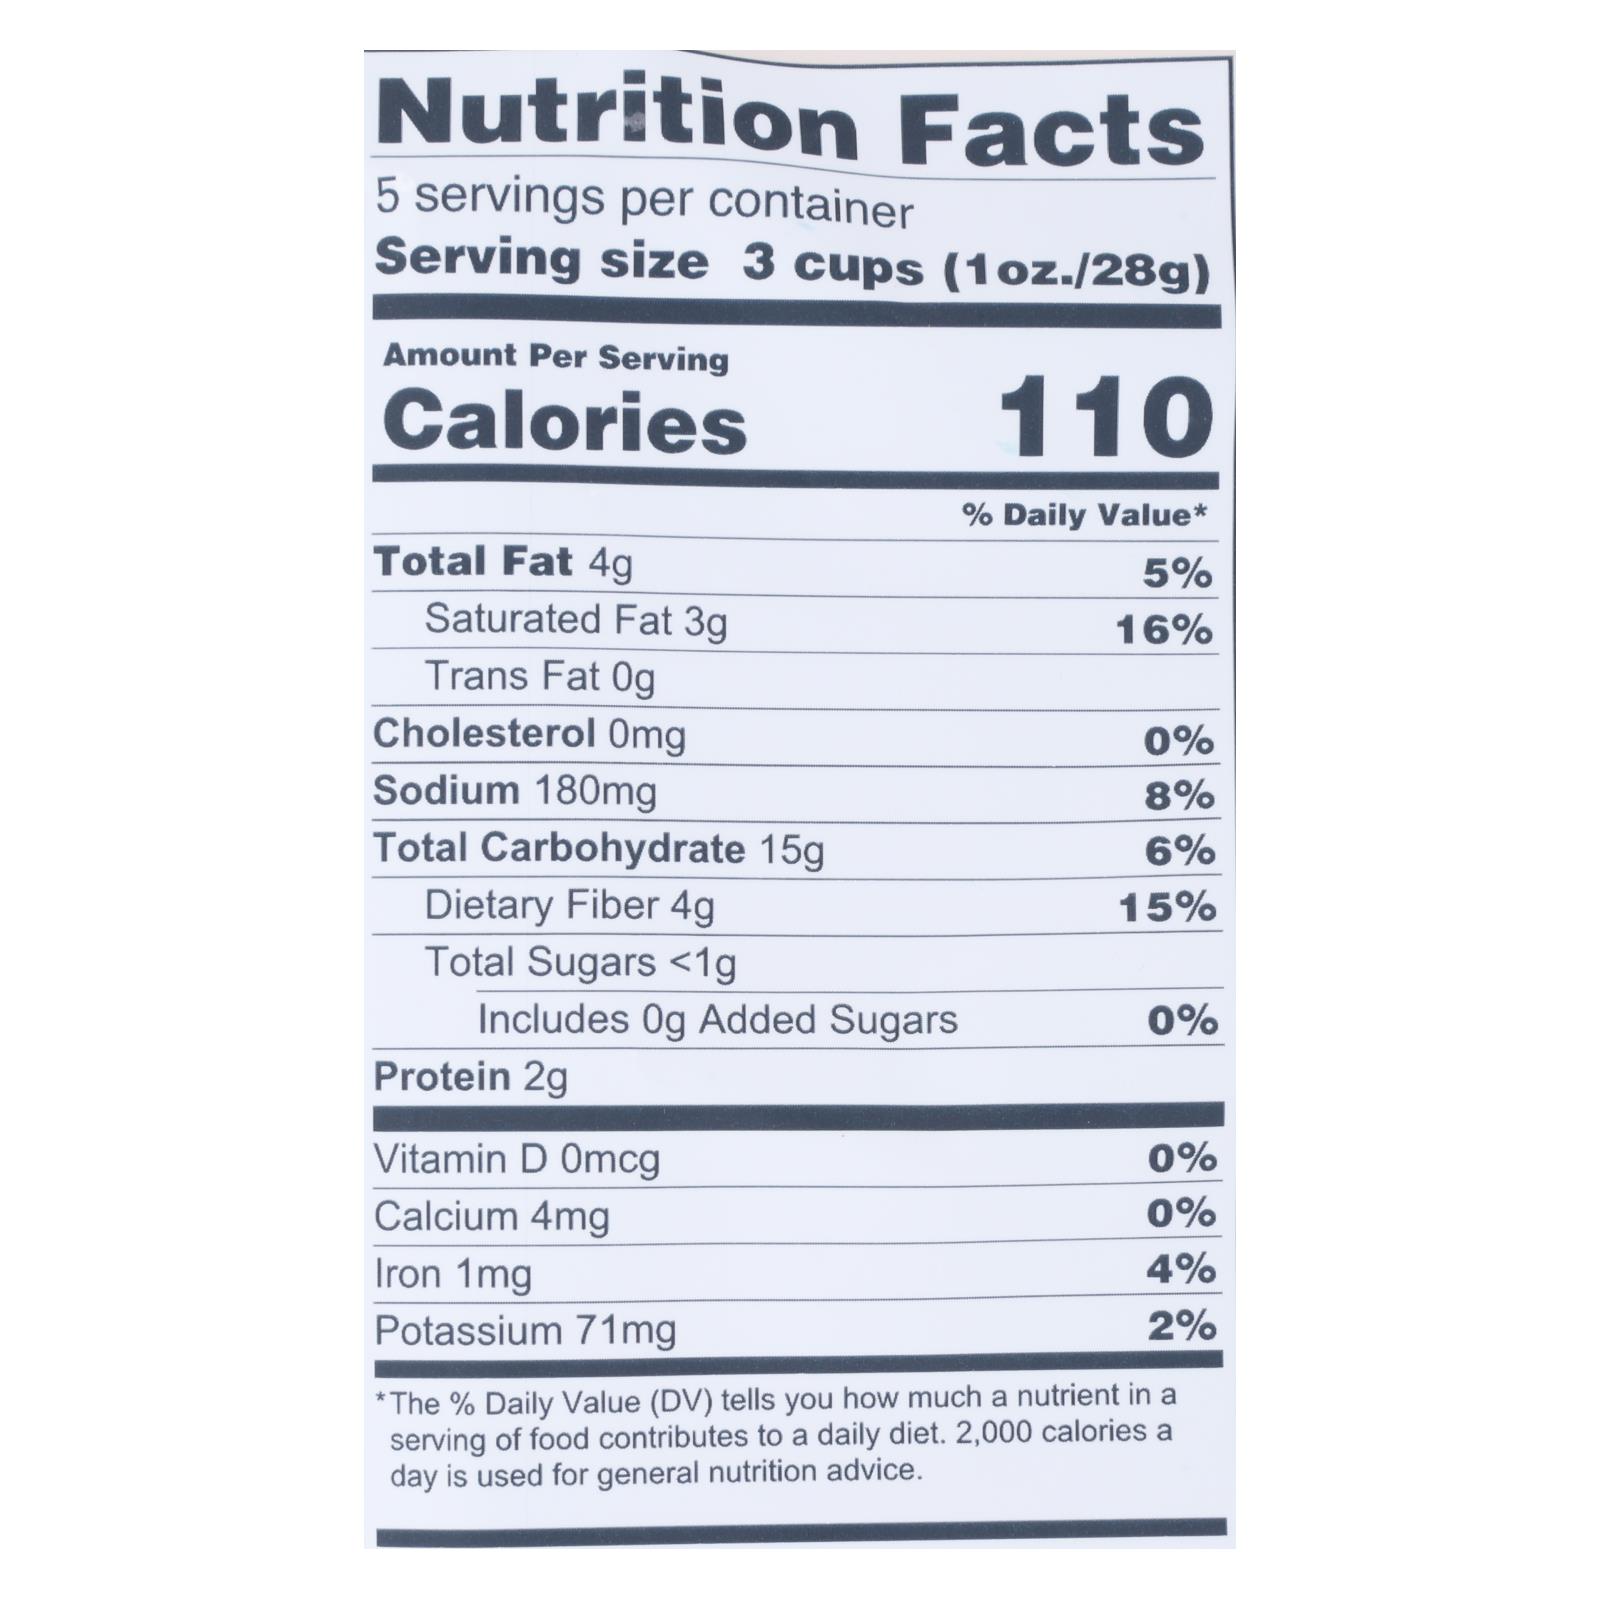 Nutrition Facts
5 servings per container
Serving size 3 cups (1oz./28g)
Amount Per Serving
Calories 110
% Daily Value*
Total Fat 4g 5%
Saturated Fat 3g 16%
Trans Fat 0g
Cholesterol 0mg 0%
Sodium 180mg 8%
Total Carbohydrate 15g 6%
Dietary Fiber 4g 15%
Total Sugars <1g
Includes 0g Added Sugars 0%
Protein 2g
Vitamin D 0mcg 0%
Calcium 4mg 0%
Iron 1mg 4%
Potassium 71mg 2%
*The % Daily Value (DV) tells you how much a nutrient in a
serving of food contributes to a daily diet. 2,000 calories a
day is used for general nutrition advice.